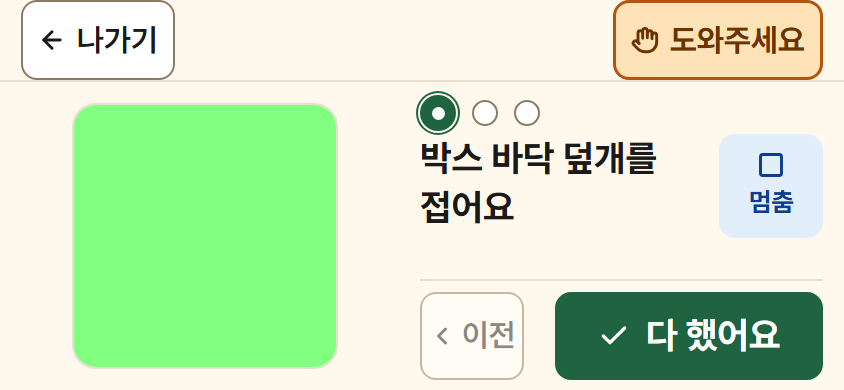 나가기
도와주세요
박스 바닥 덮개를
접어요
멈춤
이전
다 했어요